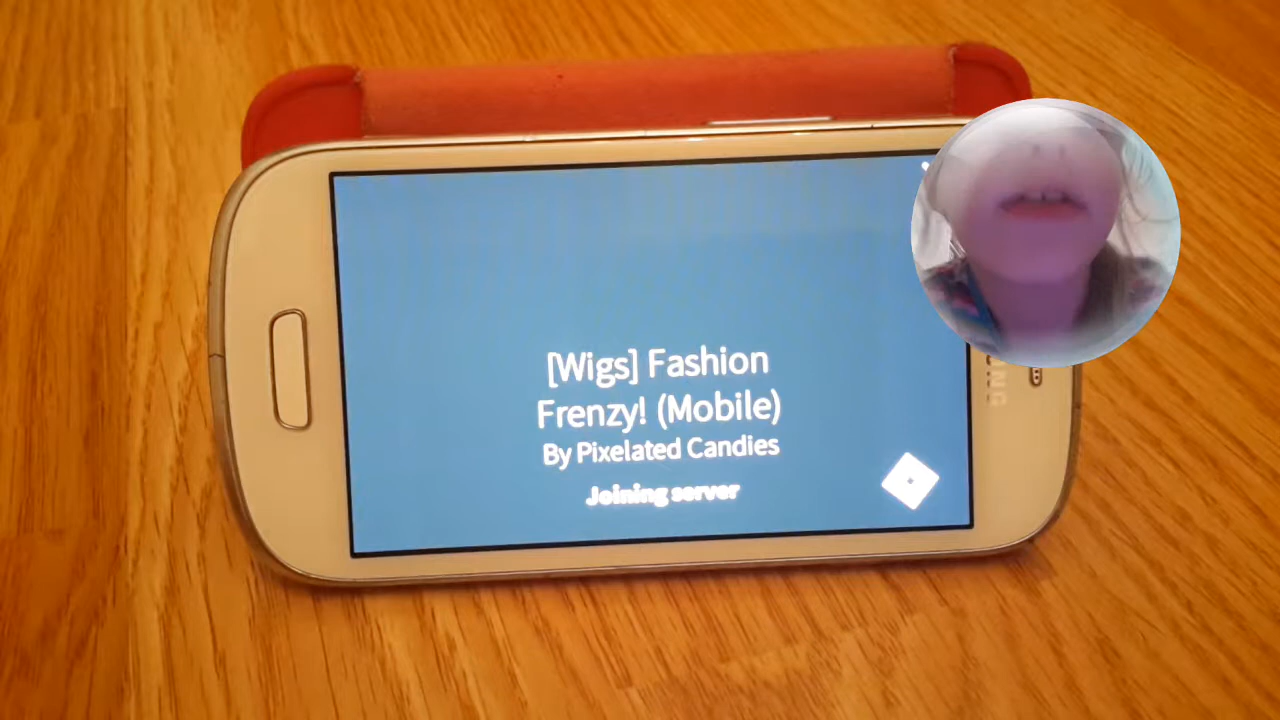 [Wigs] Fashion
Frenzy! (Mobile)
By Pixelated Candies
Joining server